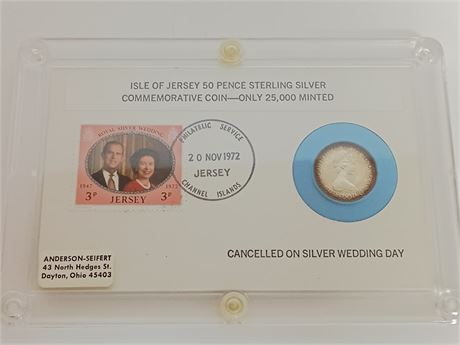 ISLE OF JERSEY 50 PENCE STERLING SILVER
COMMEMORATIVE COIN—ONLY 25,000 MINTED
ROYAL SILVER WEDDING
1947 1972
3P 3P
JERSEY
PHILATELIC SERVICE
20 NOV 1972
JERSEY
CHANNEL ISLANDS
CANCELLED ON SILVER WEDDING DAY
ANDERSON-SEIFERT
43 North Hedges St.
Dayton, Ohio 45403